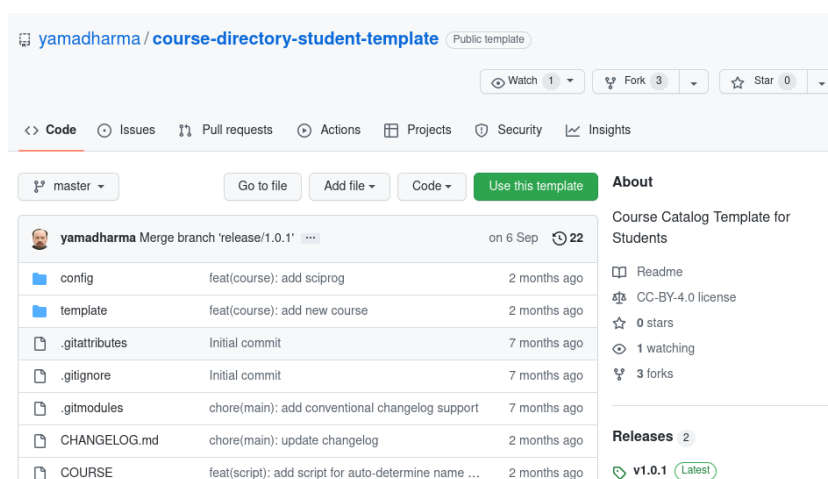 yamadharma / course-directory-student-template Public template
Watch 1 Fork 3 Star 0
Code Issues Pull requests Actions Projects Security Insights
master Go to file Add file Code Use this template
yamadharma Merge branch 'release/1.0.1' ... on 6 Sep 22
config feat(course): add sciprog 2 months ago
template feat(course): add new course 2 months ago
.gitattributes Initial commit 7 months ago
.gitignore Initial commit 7 months ago
.gitmodules chore(main): add conventional changelog support 7 months ago
CHANGELOG.md chore(main): update changelog 2 months ago
COURSE feat(script): add script for auto-determine name ... 2 months ago
About
Course Catalog Template for
Students
Readme
CC-BY-4.0 license
0 stars
1 watching
3 forks
Releases 2
v1.0.1 Latest